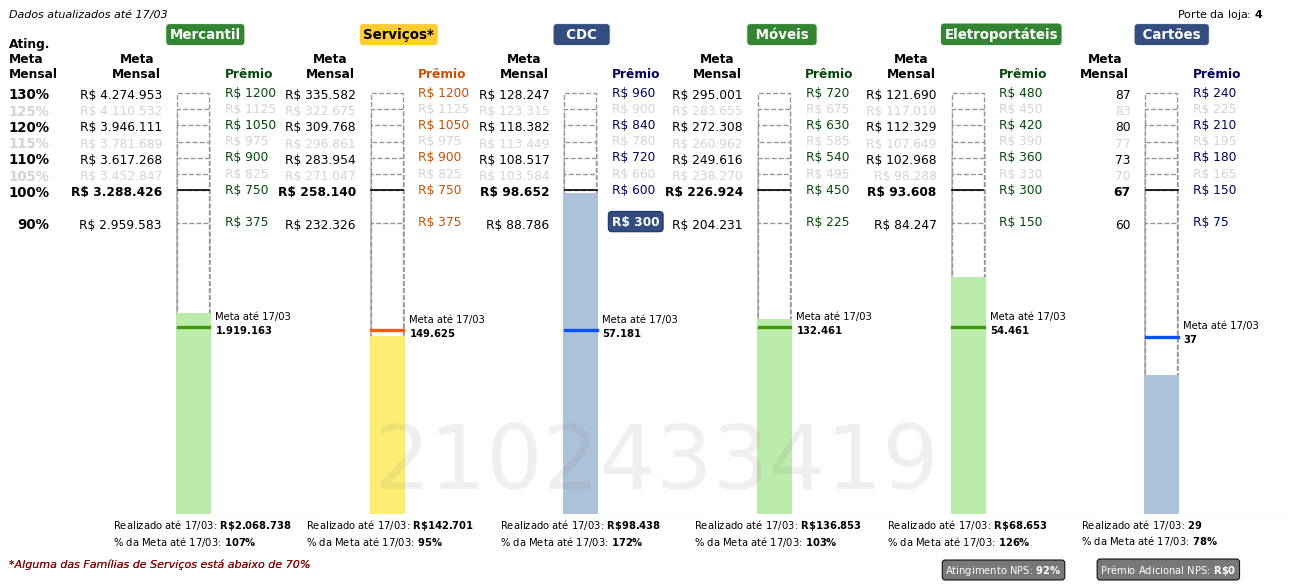 Dados atualizados até 17/03
Porte da loja: 4
Mercantil Serviços* CDC Móveis Eletroportáteis Cartões
Ating.
Meta Meta Meta Meta Meta Meta Meta
Mensal Mensal Prêmio Mensal Prêmio Mensal Prêmio Mensal Prêmio Mensal Prêmio Mensal Prêmio
130% R$ 4.274.953 R$ 1200 R$ 335.582 R$ 1200 R$ 128.247 R$ 960 R$ 295.001 R$ 720 R$ 121.690 R$ 480 87 R$ 240
125% R$ 4.110.532 R$ 1125 R$ 322.675 R$ 1125 R$ 123.315 R$ 900 R$ 283.655 R$ 675 R$ 117.010 R$ 450 83 R$ 225
120% R$ 3.946.111 R$ 1050 R$ 309.768 R$ 1050 R$ 118.382 R$ 840 R$ 272.308 R$ 630 R$ 112.329 R$ 420 80 R$ 210
115% R$ 3.781.689 R$ 975 R$ 296.861 R$ 975 R$ 113.449 R$ 780 R$ 260.962 R$ 585 R$ 107.649 R$ 390 77 R$ 195
110% R$ 3.617.268 R$ 900 R$ 283.954 R$ 900 R$ 108.517 R$ 720 R$ 249.616 R$ 540 R$ 102.968 R$ 360 73 R$ 180
105% R$ 3.452.847 R$ 825 R$ 271.047 R$ 825 R$ 103.584 R$ 660 R$ 238.270 R$ 495 R$ 98.288 R$ 330 70 R$ 165
100% R$ 3.288.426 R$ 750 R$ 258.140 R$ 750 R$ 98.652 R$ 600 R$ 226.924 R$ 450 R$ 93.608 R$ 300 67 R$ 150
90% R$ 2.959.583 R$ 375 R$ 232.326 R$ 375 R$ 88.786 R$ 300 R$ 204.231 R$ 225 R$ 84.247 R$ 150 60 R$ 75
Meta até 17/03 Meta até 17/03 Meta até 17/03 Meta até 17/03 Meta até 17/03 Meta até 17/03
1.919.163 149.625 57.181 132.461 54.461 37
2102433419
Realizado até 17/03: R$2.068.738 Realizado até 17/03: R$142.701 Realizado até 17/03: R$98.438 Realizado até 17/03: R$136.853 Realizado até 17/03: R$68.653 Realizado até 17/03: 29
% da Meta até 17/03: 107% % da Meta até 17/03: 95% % da Meta até 17/03: 172% % da Meta até 17/03: 103% % da Meta até 17/03: 126% % da Meta até 17/03: 78%
*Alguma das Famílias de Serviços está abaixo de 70%
Atingimento NPS: 92% Prêmio Adicional NPS: R$0